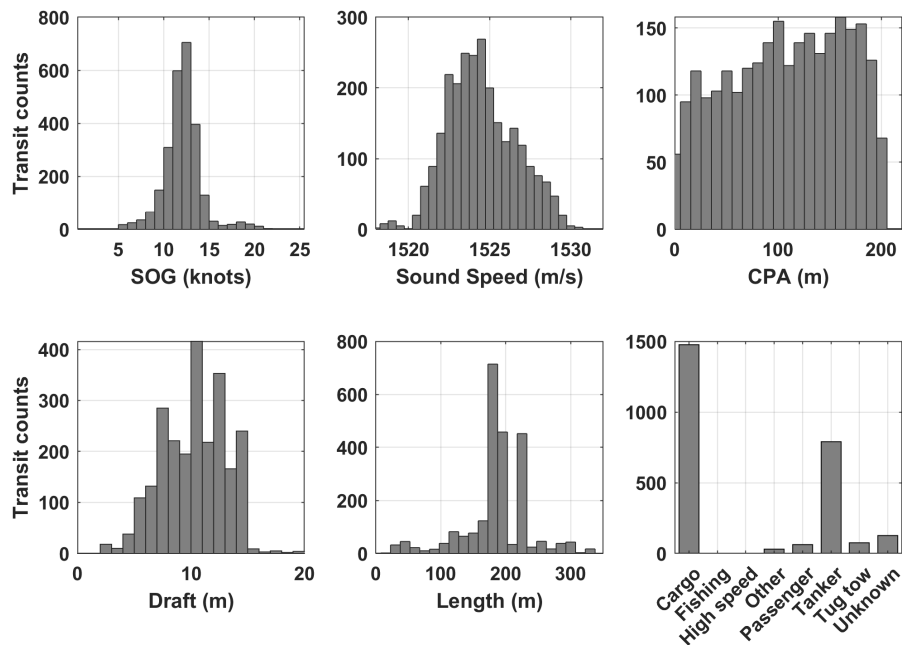 800
600
400
200
0
Transit counts
5 10 15 20 25
SOG (knots)
300
200
100
0
1520 1525 1530
Sound Speed (m/s)
150
100
50
0
0 100 200
CPA (m)
400
300
200
100
0
Transit counts
0 10 20
Draft (m)
800
600
400
200
0
0 100 200 300
Length (m)
1500
1000
500
0
Cargo
Fishing
High speed
Other
Passenger
Tanker
Tug tow
Unknown